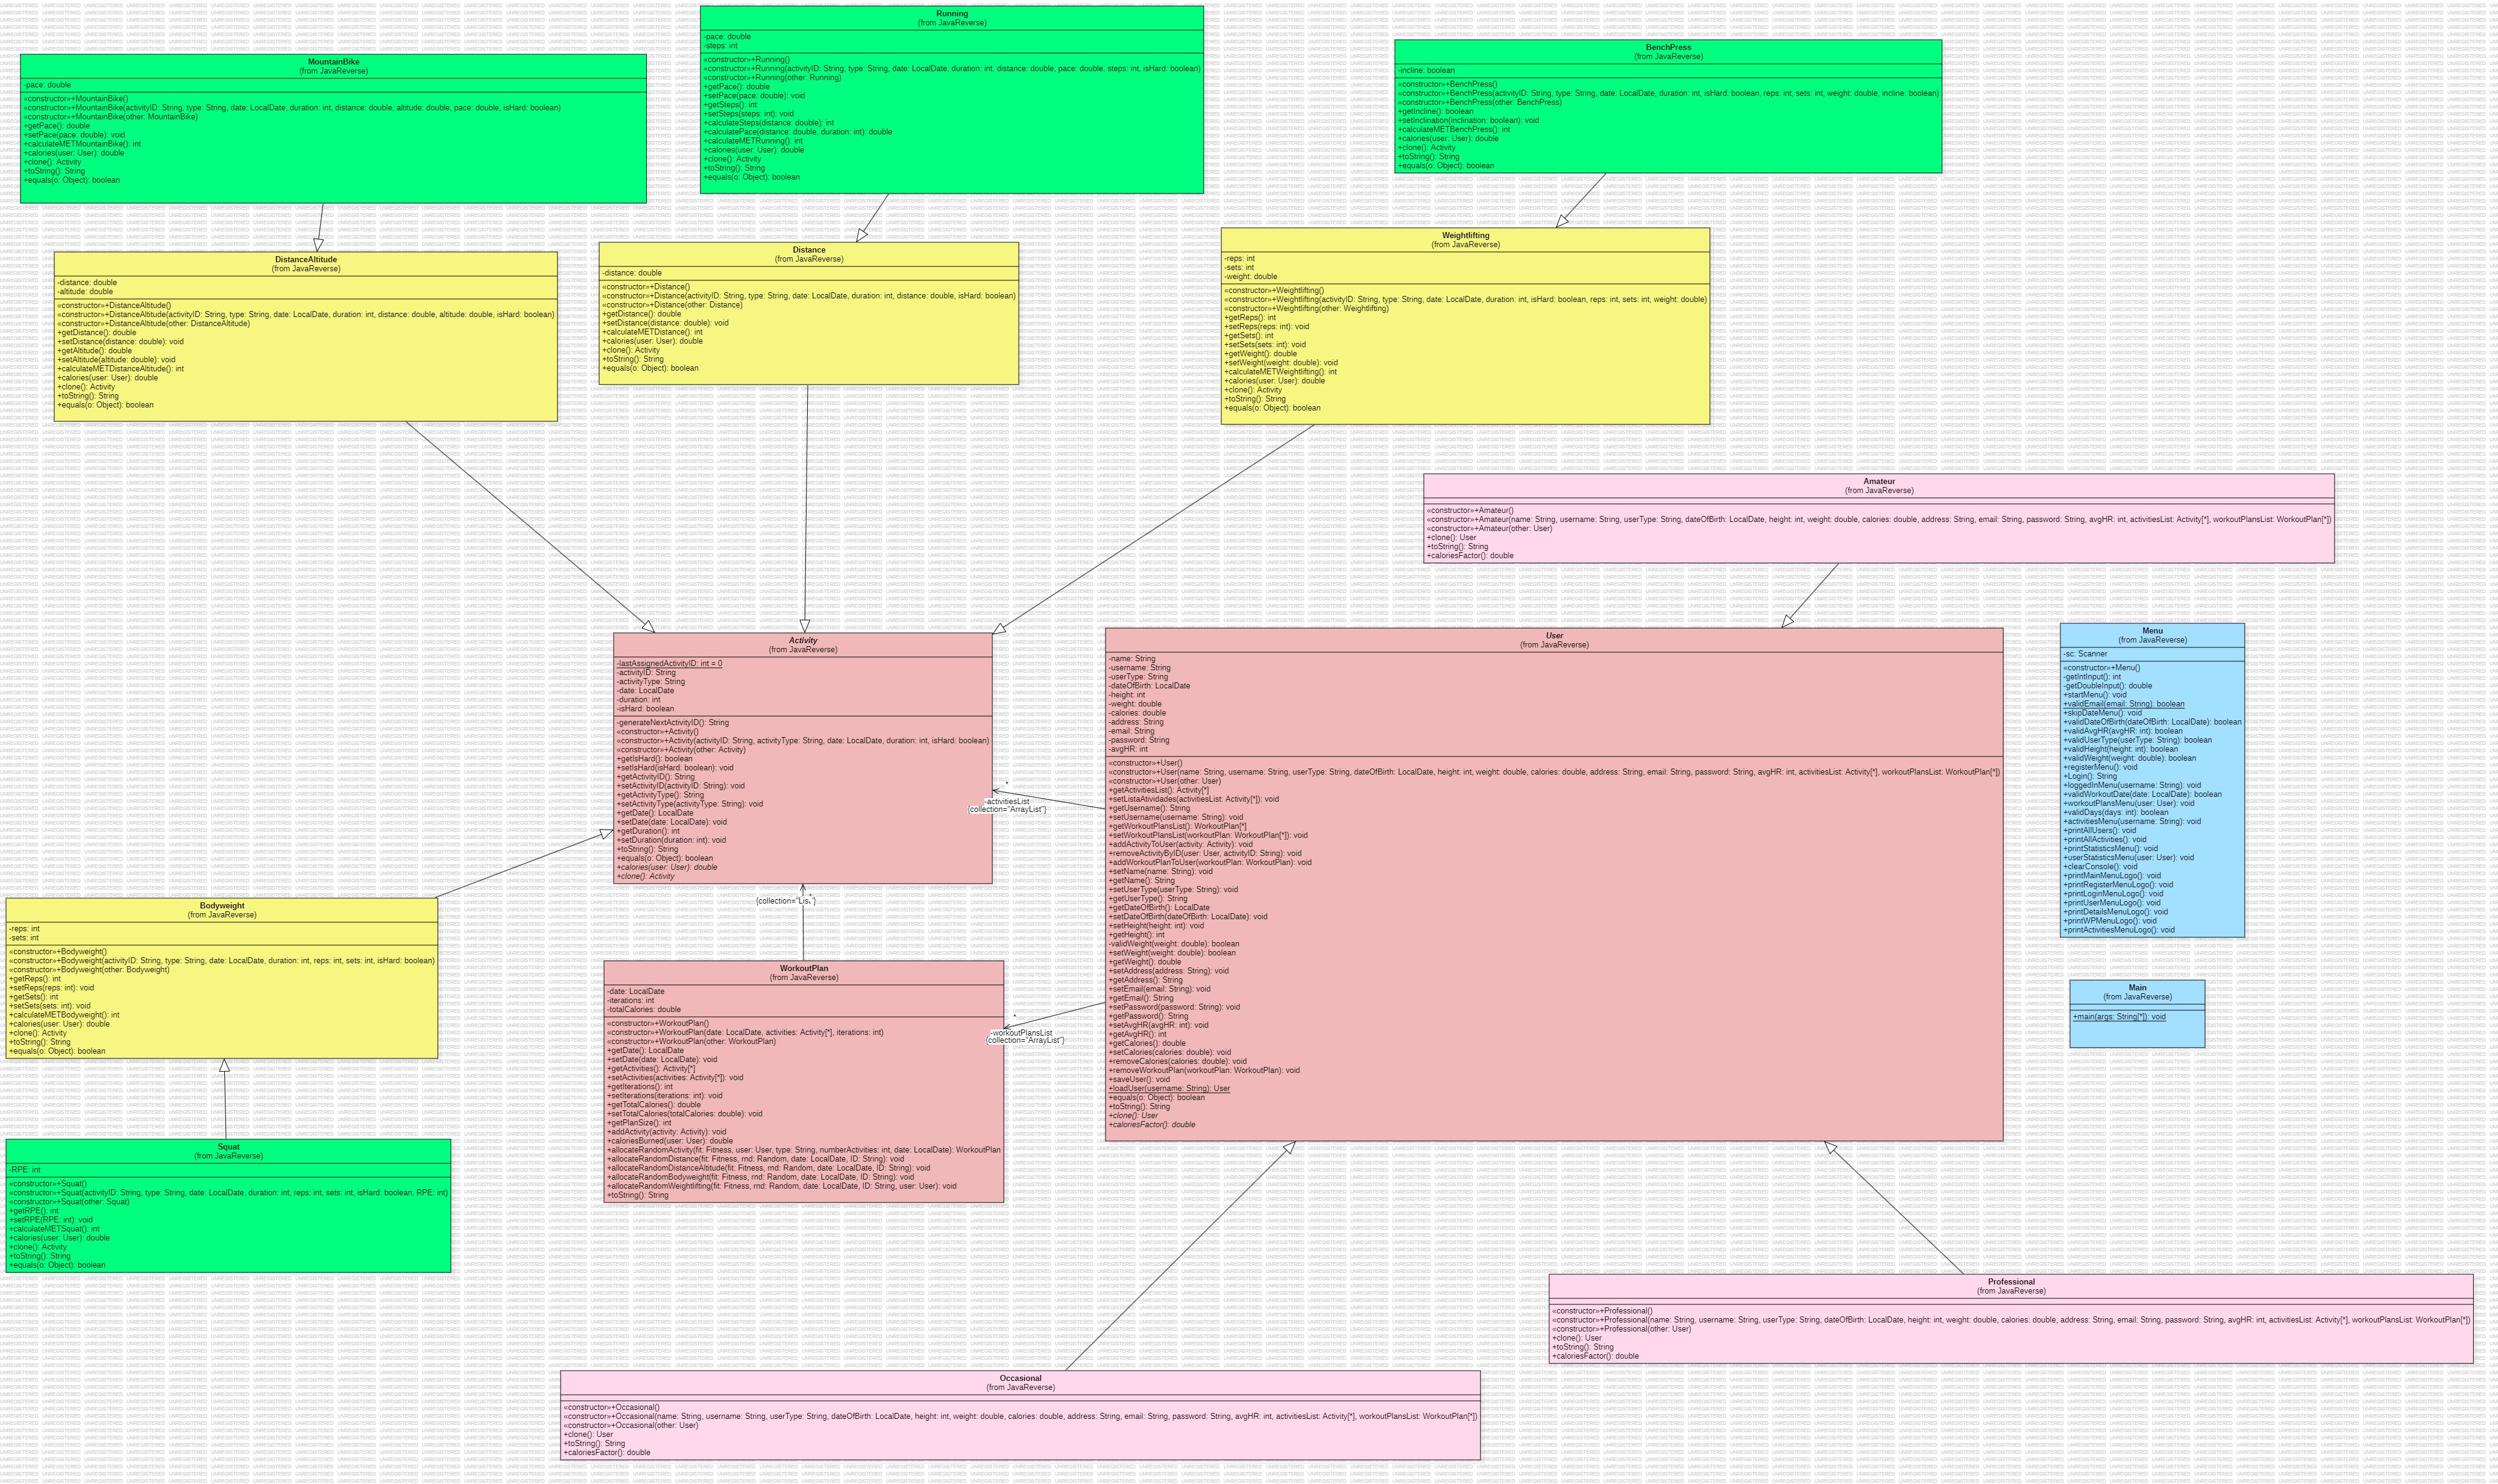 Running
(from JavaReverse)
-pace: double
-steps: int
«constructor»+Running()
«constructor»+Running(activityID: String, type: String, date: LocalDate, duration: int, distance: double, pace: double, steps: int, isHard: boolean)
«constructor»+Running(other: Running)
+getPace(): double
+setPace(pace: double): void
+getSteps(): int
+setSteps(steps: int): void
+calculateSteps(distance: double): int
+calculatePace(distance: double, duration: int): double
+calculateMETRunning(): int
+calories(user: User): double
+clone(): Activity
+toString(): String
+equals(o: Object): boolean
BenchPress
(from JavaReverse)
-incline: boolean
«constructor»+BenchPress()
«constructor»+BenchPress(activityID: String, type: String, date: LocalDate, duration: int, isHard: boolean, reps: int, sets: int, weight: double, incline: boolean)
«constructor»+BenchPress(other: BenchPress)
+getIncline(): boolean
+setInclination(inclination: boolean): void
+calculateMETBenchPress(): int
+calories(user: User): double
+clone(): Activity
+toString(): String
+equals(o: Object): boolean
MountainBike
(from JavaReverse)
-pace: double
«constructor»+MountainBike()
«constructor»+MountainBike(activityID: String, type: String, date: LocalDate, duration: int, distance: double, altitude: double, pace: double, isHard: boolean)
«constructor»+MountainBike(other: MountainBike)
+getPace(): double
+setPace(pace: double): void
+calculateMETMountainBike(): int
+calories(user: User): double
+clone(): Activity
+toString(): String
+equals(o: Object): boolean
DistanceAltitude
(from JavaReverse)
-distance: double
-altitude: double
«constructor»+DistanceAltitude()
«constructor»+DistanceAltitude(activityID: String, type: String, date: LocalDate, duration: int, distance: double, altitude: double, isHard: boolean)
«constructor»+DistanceAltitude(other: DistanceAltitude)
+getDistance(): double
+setDistance(distance: double): void
+getAltitude(): double
+setAltitude(altitude: double): void
+calculateMETDistanceAltitude(): int
+calories(user: User): double
+clone(): Activity
+toString(): String
+equals(o: Object): boolean
Distance
(from JavaReverse)
-distance: double
«constructor»+Distance()
«constructor»+Distance(activityID: String, type: String, date: LocalDate, duration: int, distance: double, isHard: boolean)
«constructor»+Distance(other: Distance)
+getDistance(): double
+setDistance(distance: double): void
+calculateMETDistance(): int
+calories(user: User): double
+clone(): Activity
+toString(): String
+equals(o: Object): boolean
Weightlifting
(from JavaReverse)
-reps: int
-sets: int
-weight: double
«constructor»+Weightlifting()
«constructor»+Weightlifting(activityID: String, type: String, date: LocalDate, duration: int, isHard: boolean, reps: int, sets: int, weight: double)
«constructor»+Weightlifting(other: Weightlifting)
+getReps(): int
+setReps(reps: int): void
+getSets(): int
+setSets(sets: int): void
+getWeight(): double
+setWeight(weight: double): void
+calculateMETWeightlifting(): int
+calories(user: User): double
+clone(): Activity
+toString(): String
+equals(o: Object): boolean
Amateur
(from JavaReverse)
«constructor»+Amateur()
«constructor»+Amateur(name: String, username: String, userType: String, dateOfBirth: LocalDate, height: int, weight: double, calories: double, address: String, email: String, password: String, avgHR: int, activitiesList: Activity[*], workoutPlansList: WorkoutPlan[*])
«constructor»+Amateur(other: User)
+clone(): User
+toString(): String
+caloriesFactor(): double
Activity
(from JavaReverse)
-lastAssignedActivityID: int = 0
-activityID: String
-activityType: String
-date: LocalDate
-duration: int
-isHard: boolean
-generateNextActivityID(): String
«constructor»+Activity()
«constructor»+Activity(activityID: String, activityType: String, date: LocalDate, duration: int, isHard: boolean)
«constructor»+Activity(other: Activity)
+getIsHard(): boolean
+setIsHard(isHard: boolean): void
+getActivityID(): String
+setActivityID(activityID: String): void
+getActivityType(): String
+setActivityType(activityType: String): void
+getDate(): LocalDate
+setDate(date: LocalDate): void
+getDuration(): int
+setDuration(duration: int): void
+toString(): String
+equals(o: Object): boolean
+calories(user: User): double
+clone(): Activity
*
-activitiesList
{collection="ArrayList"}
User
(from JavaReverse)
-name: String
-username: String
-userType: String
-dateOfBirth: LocalDate
-height: int
-weight: double
-calories: double
-address: String
-email: String
-password: String
-avgHR: int
«constructor»+User()
«constructor»+User(name: String, username: String, userType: String, dateOfBirth: LocalDate, height: int, weight: double, calories: double, address: String, email: String, password: String, avgHR: int, activitiesList: Activity[*], workoutPlansList: WorkoutPlan[*])
«constructor»+User(other: User)
+getActivitiesList(): Activity[*]
+setListaAtividades(activitiesList: Activity[*]): void
+getUsername(): String
+setUsername(username: String): void
+getWorkoutPlansList(): WorkoutPlan[*]
+setWorkoutPlansList(workoutPlan: WorkoutPlan[*]): void
+addActivityToUser(activity: Activity): void
+removeActivityByID(user: User, activityID: String): void
+addWorkoutPlanToUser(workoutPlan: WorkoutPlan): void
+setName(name: String): void
+getName(): String
+setUserType(userType: String): void
+getUserType(): String
+getDateOfBirth(): LocalDate
+setDateOfBirth(dateOfBirth: LocalDate): void
+setHeight(height: int): void
+getHeight(): int
-validWeight(weight: double): boolean
+setWeight(weight: double): boolean
+getWeight(): double
+setAddress(address: String): void
+getAddress(): String
+setEmail(email: String): void
+getEmail(): String
+setPassword(password: String): void
+getPassword(): String
+setAvgHR(avgHR: int): void
+getAvgHR(): int
+getCalories(): double
+setCalories(calories: double): void
+removeCalories(calories: double): void
+removeWorkoutPlan(workoutPlan: WorkoutPlan): void
+saveUser(): void
+loadUser(username: String): User
+equals(o: Object): boolean
+toString(): String
+clone(): User
+caloriesFactor(): double
Menu
(from JavaReverse)
-sc: Scanner
«constructor»+Menu()
-getIntInput(): int
-getDoubleInput(): double
+startMenu(): void
+validEmail(email: String): boolean
+skipDateMenu(): void
+validDateOfBirth(dateOfBirth: LocalDate): boolean
+validAvgHR(avgHR: int): boolean
+validUserType(userType: String): boolean
+validHeight(height: int): boolean
+validWeight(weight: double): boolean
+registerMenu(): void
+Login(): String
+loggedInMenu(username: String): void
+validWorkoutDate(date: LocalDate): boolean
+workoutPlansMenu(user: User): void
+validDays(days: int): boolean
+activitiesMenu(username: String): void
+printAllUsers(): void
+printAllActivities(): void
+printStatisticsMenu(): void
+userStatisticsMenu(user: User): void
+clearConsole(): void
+printMainMenuLogo(): void
+printRegisterMenuLogo(): void
+printLoginMenuLogo(): void
+printUserMenuLogo(): void
+printDetailsMenuLogo(): void
+printWPMenuLogo(): void
+printActivitiesMenuLogo(): void
Main
(from JavaReverse)
+main(args: String[*]): void
Bodyweight
(from JavaReverse)
-reps: int
-sets: int
«constructor»+Bodyweight()
«constructor»+Bodyweight(activityID: String, type: String, date: LocalDate, duration: int, reps: int, sets: int, isHard: boolean)
«constructor»+Bodyweight(other: Bodyweight)
+getReps(): int
+setReps(reps: int): void
+getSets(): int
+setSets(sets: int): void
+calculateMETBodyweight(): int
+calories(user: User): double
+clone(): Activity
+toString(): String
+equals(o: Object): boolean
*
{collection="List"}
WorkoutPlan
(from JavaReverse)
-date: LocalDate
-iterations: int
-totalCalories: double
«constructor»+WorkoutPlan()
«constructor»+WorkoutPlan(date: LocalDate, activities: Activity[*], iterations: int)
«constructor»+WorkoutPlan(other: WorkoutPlan)
+getDate(): LocalDate
+setDate(date: LocalDate): void
+getActivities(): Activity[*]
+setActivities(activities: Activity[*]): void
+getIterations(): int
+setIterations(iterations: int): void
+getTotalCalories(): double
+setTotalCalories(totalCalories: double): void
+getPlanSize(): int
+addActivity(activity: Activity): void
+caloriesBurned(user: User): double
+allocateRandomActivity(fit: Fitness, user: User, type: String, numberActivities: int, date: LocalDate): WorkoutPlan
+allocateRandomDistance(fit: Fitness, rnd: Random, date: LocalDate, ID: String): void
+allocateRandomDistanceAltitude(fit: Fitness, rnd: Random, date: LocalDate, ID: String): void
+allocateRandomBodyweight(fit: Fitness, rnd: Random, date: LocalDate, ID: String): void
+allocateRandomWeightlifting(fit: Fitness, rnd: Random, date: LocalDate, ID: String, user: User): void
+toString(): String
*
-workoutPlansList
{collection="ArrayList"}
Squat
(from JavaReverse)
-RPE: int
«constructor»+Squat()
«constructor»+Squat(activityID: String, type: String, date: LocalDate, duration: int, reps: int, sets: int, isHard: boolean, RPE: int)
«constructor»+Squat(other: Squat)
+getRPE(): int
+setRPE(RPE: int): void
+calculateMETSquat(): int
+calories(user: User): double
+clone(): Activity
+toString(): String
+equals(o: Object): boolean
Professional
(from JavaReverse)
«constructor»+Professional()
«constructor»+Professional(name: String, username: String, userType: String, dateOfBirth: LocalDate, height: int, weight: double, calories: double, address: String, email: String, password: String, avgHR: int, activitiesList: Activity[*], workoutPlansList: WorkoutPlan[*])
«constructor»+Professional(other: User)
+clone(): User
+toString(): String
+caloriesFactor(): double
Occasional
(from JavaReverse)
«constructor»+Occasional()
«constructor»+Occasional(name: String, username: String, userType: String, dateOfBirth: LocalDate, height: int, weight: double, calories: double, address: String, email: String, password: String, avgHR: int, activitiesList: Activity[*], workoutPlansList: WorkoutPlan[*])
«constructor»+Occasional(other: User)
+clone(): User
+toString(): String
+caloriesFactor(): double
UNREGISTERED